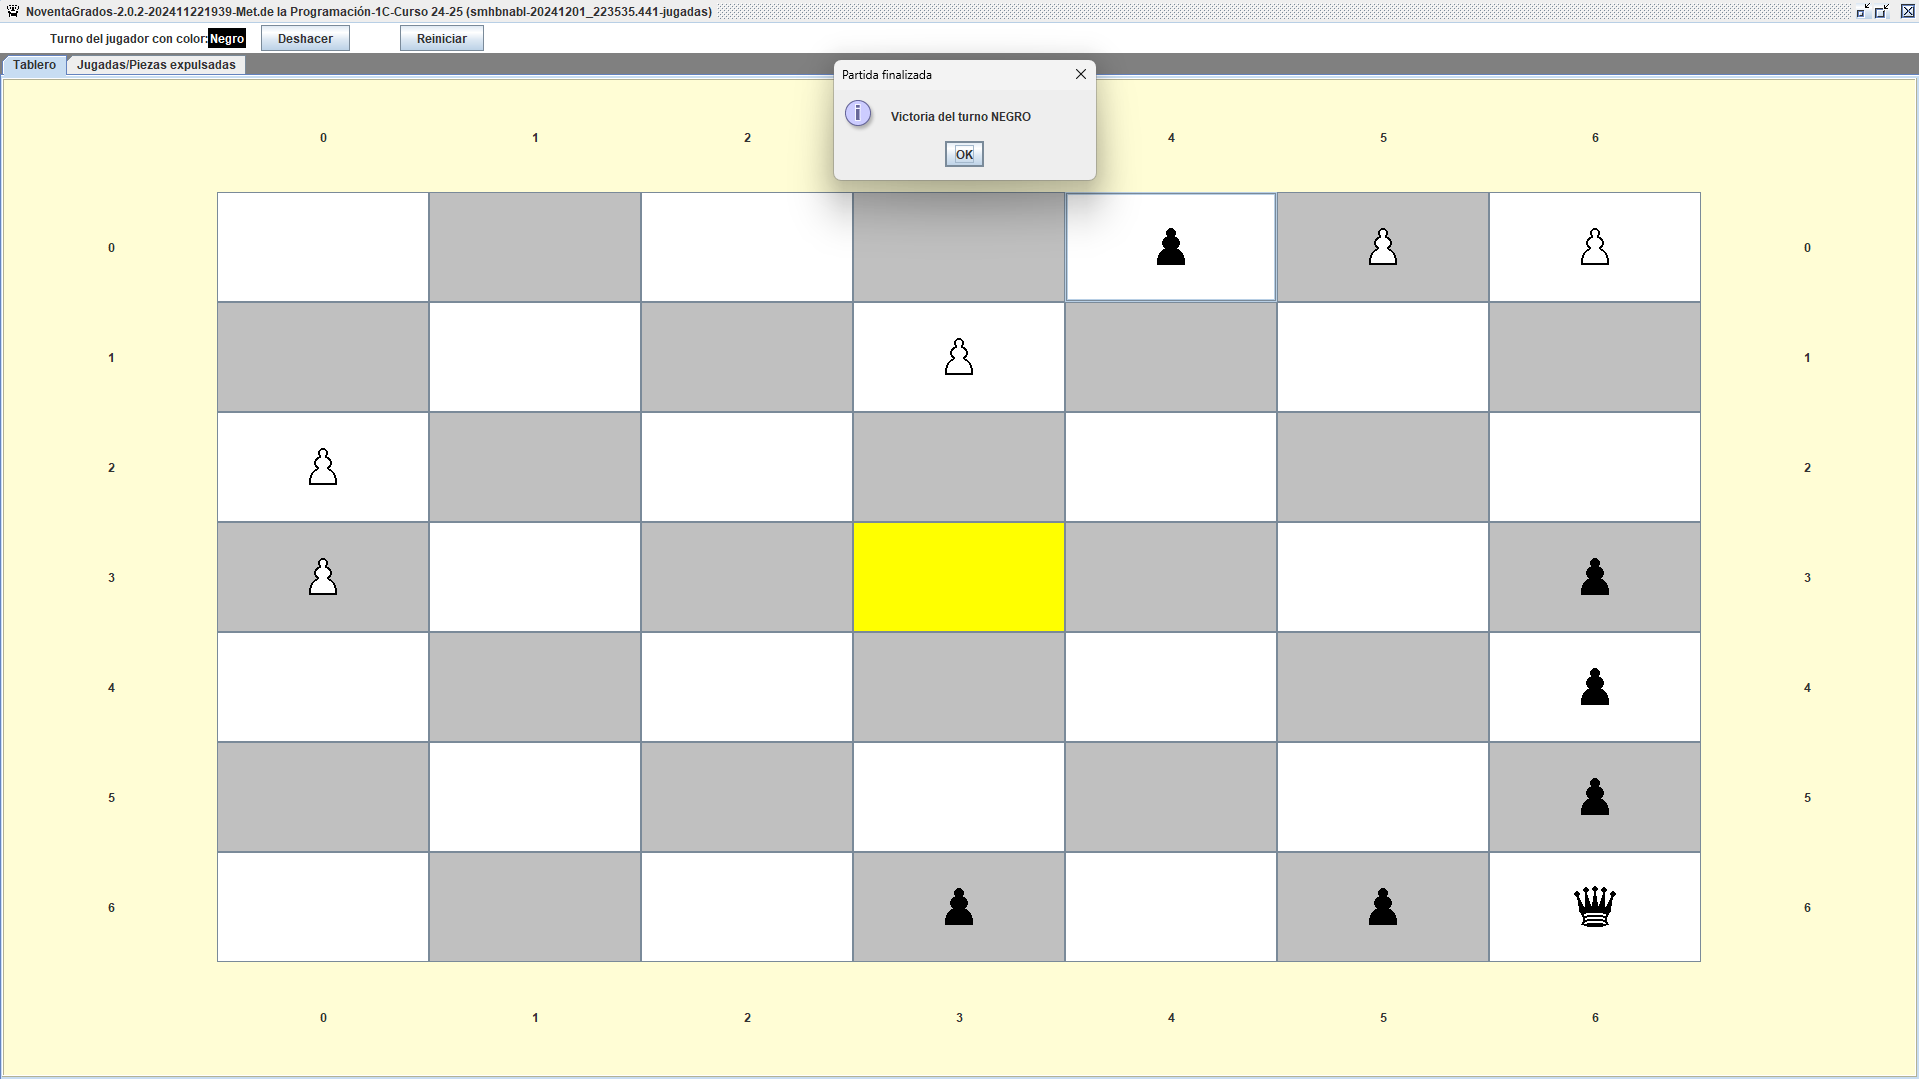 NoventaGrados-2.0.2-202411221939-Met.de la Programación-1C-Curso 24-25 (smhbnabl-20241201_223535.441-jugadas)
Turno del jugador con color:Negro Deshacer Reiniciar
Tablero Jugadas/Piezas expulsadas
Partida finalizada
Victoria del turno NEGRO
OK
0 1 2 4 5 6
0 0
1 1
2 2
3 3
4 4
5 5
6 6
0 1 2 3 4 5 6